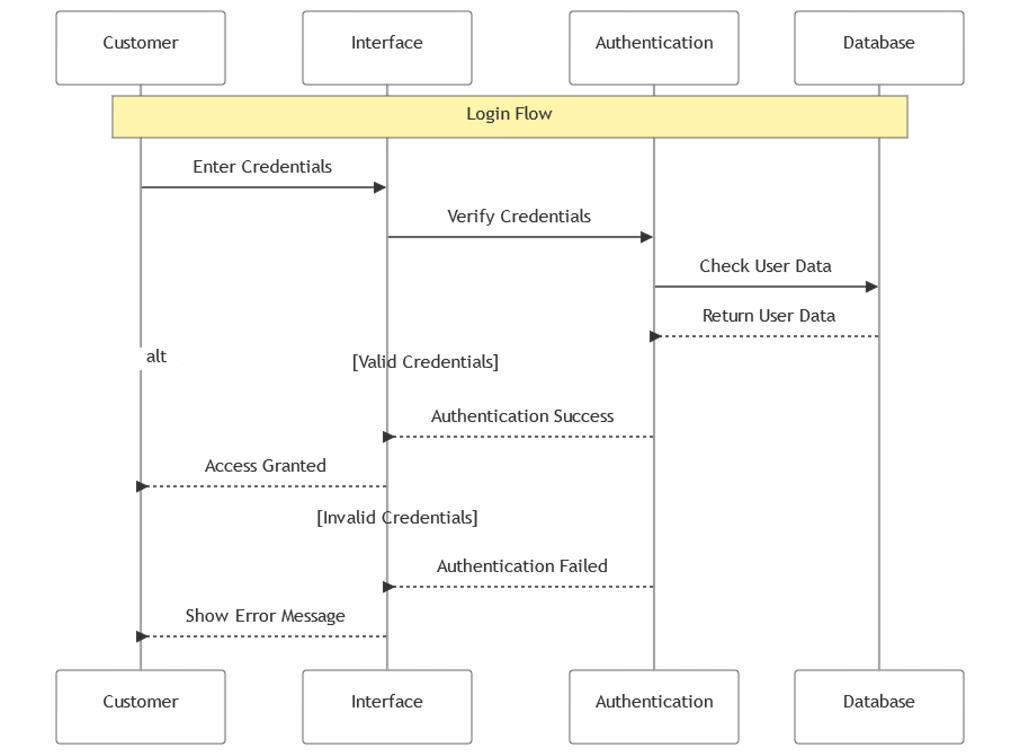 Customer Interface Authentication Database
Login Flow
Enter Credentials
Verify Credentials
Check User Data
Return User Data
alt [Valid Credentials]
Authentication Success
Access Granted
[Invalid Credentials]
Authentication Failed
Show Error Message
Customer Interface Authentication Database